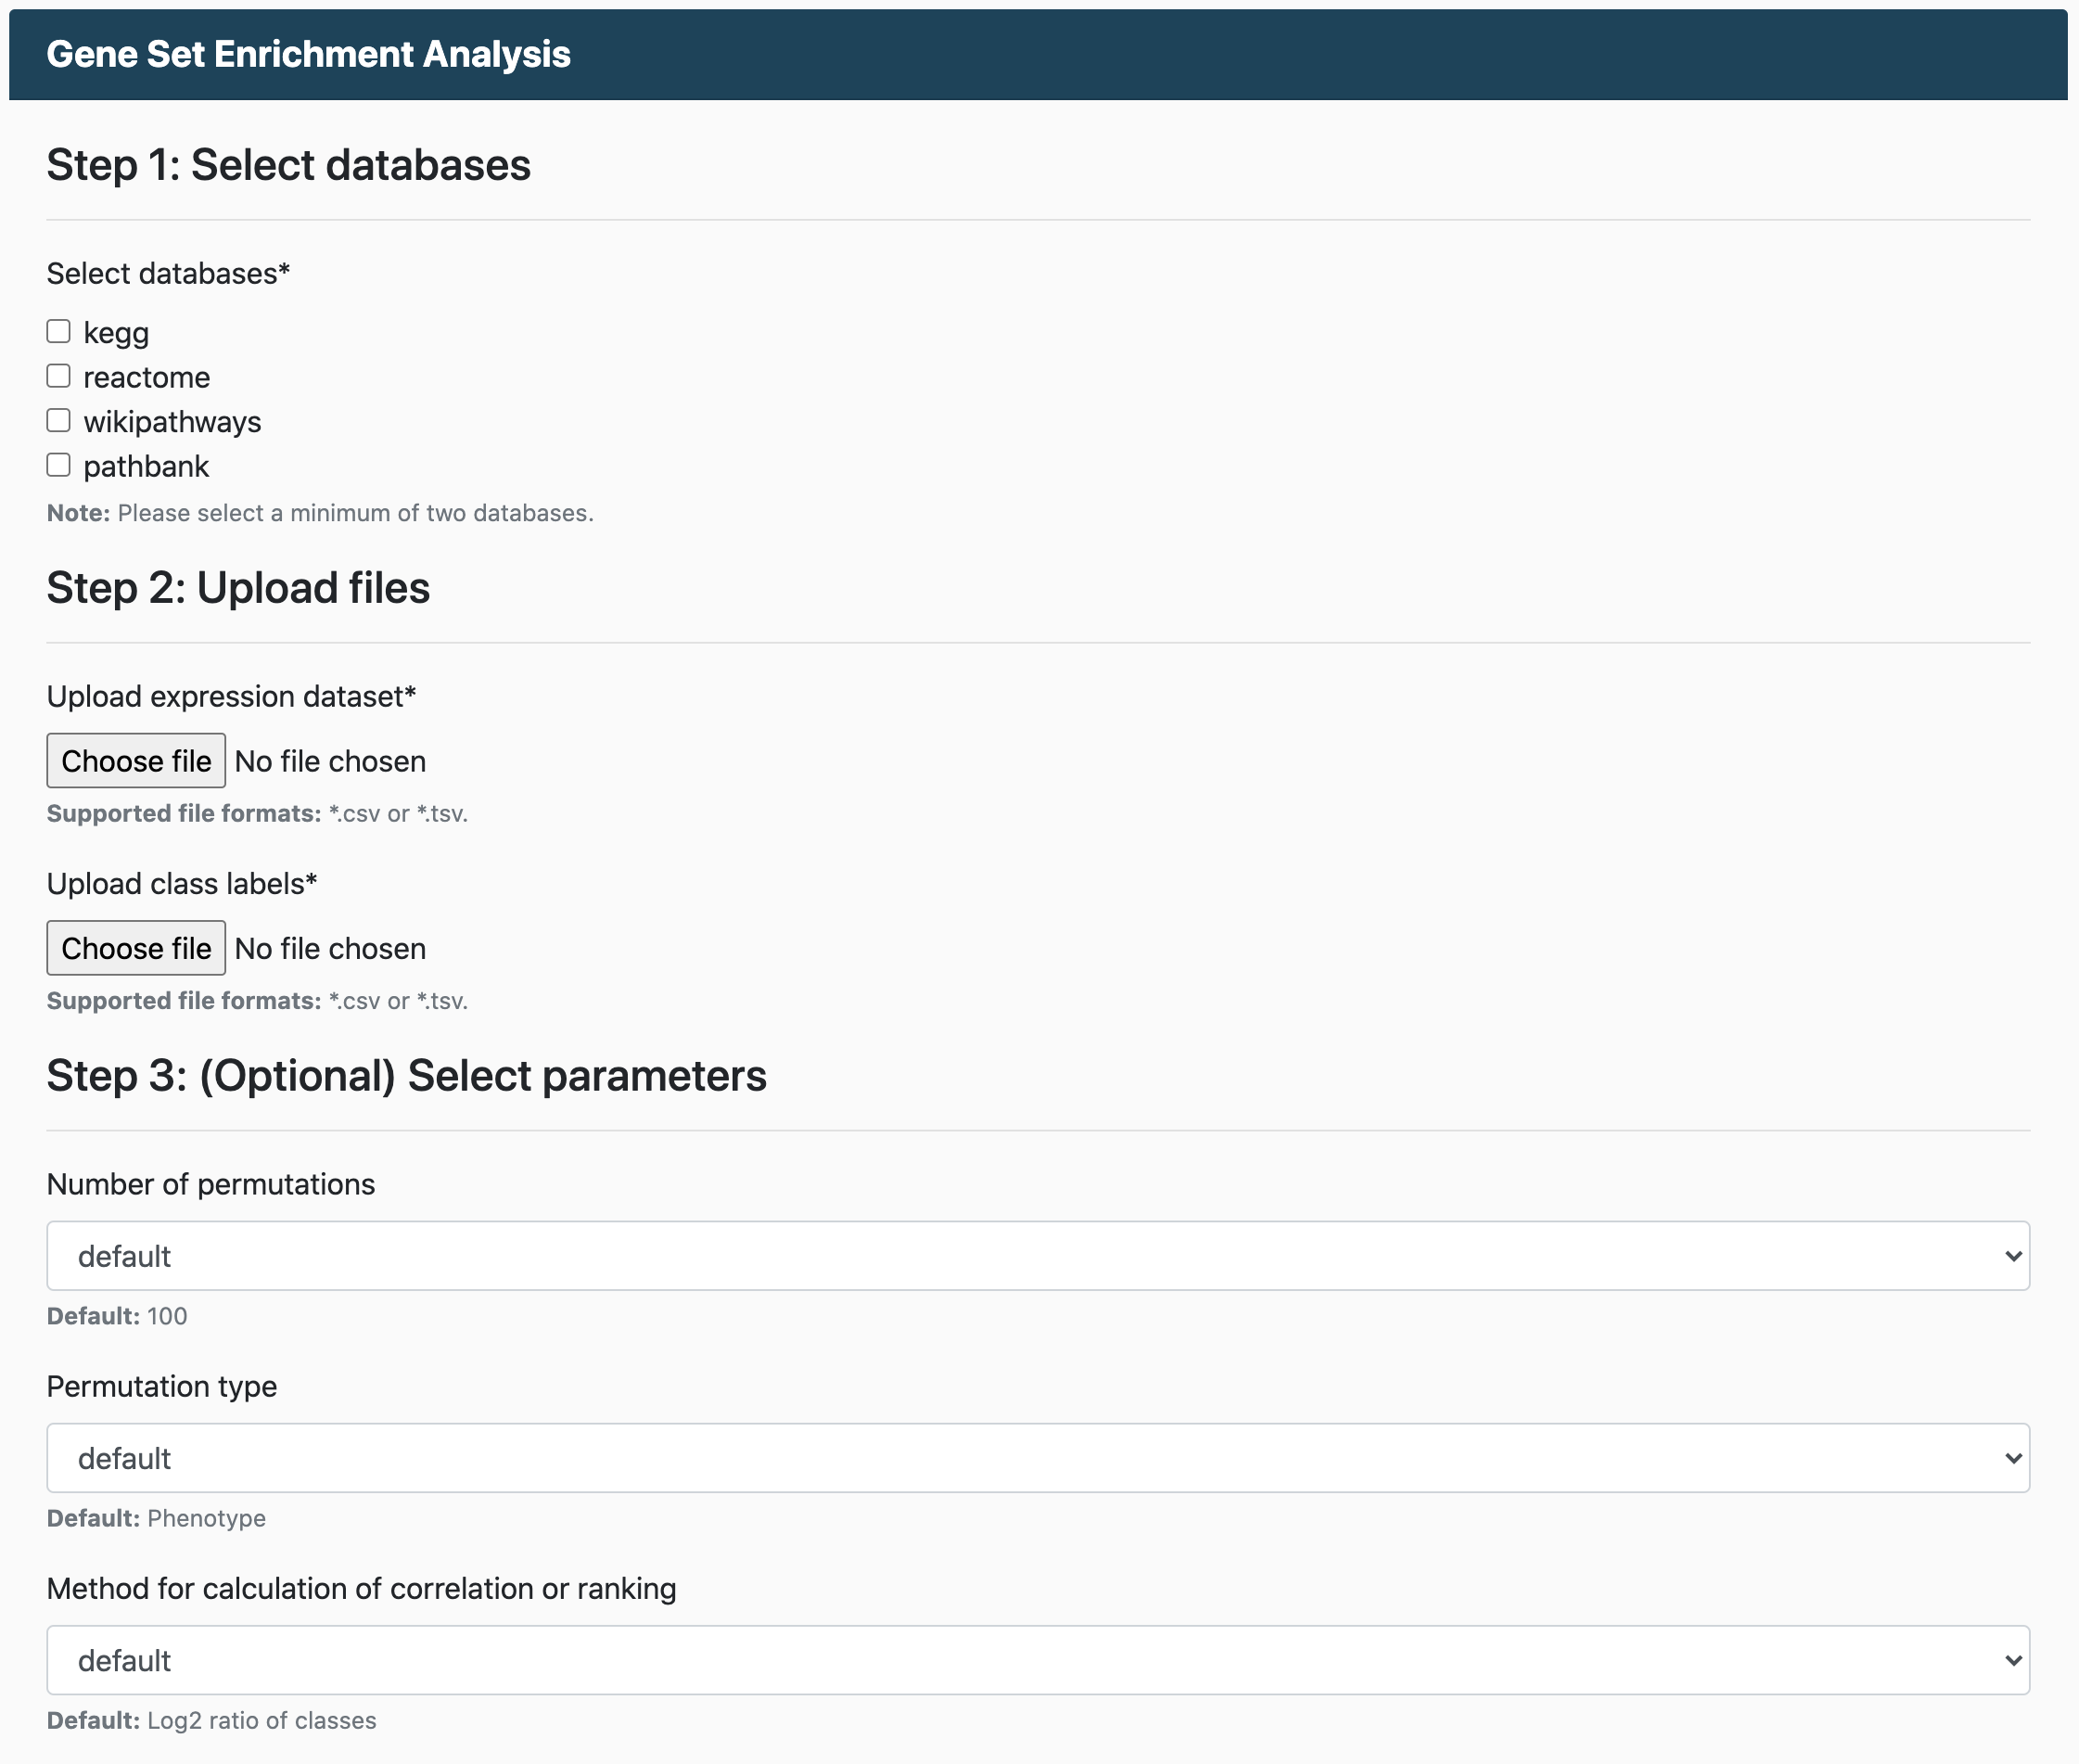 Gene Set Enrichment Analysis
Step 1: Select databases
Select databases*
kegg
reactome
wikipathways
pathbank
Note: Please select a minimum of two databases.
Step 2: Upload files
Upload expression dataset*
Choose file No file chosen
Supported file formats: *.csv or *.tsv.
Upload class labels*
Choose file No file chosen
Supported file formats: *.csv or *.tsv.
Step 3: (Optional) Select parameters
Number of permutations
default
Default: 100
Permutation type
default
Default: Phenotype
Method for calculation of correlation or ranking
default
Default: Log2 ratio of classes